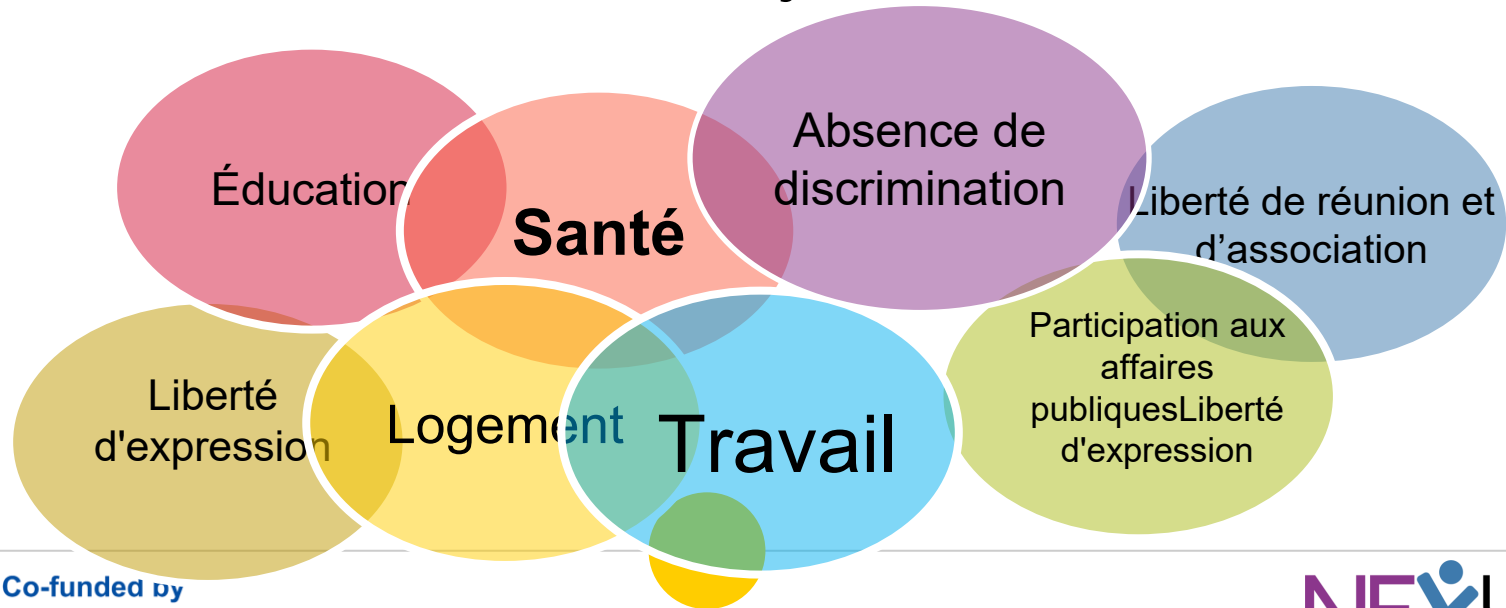 Éducation
Santé
Absence de
discrimination
Liberté de réunion et
d’association
Liberté
d'expression
Logement
Travail
Participation aux
affaires
publiquesLiberté
d'expression
Co-funded by